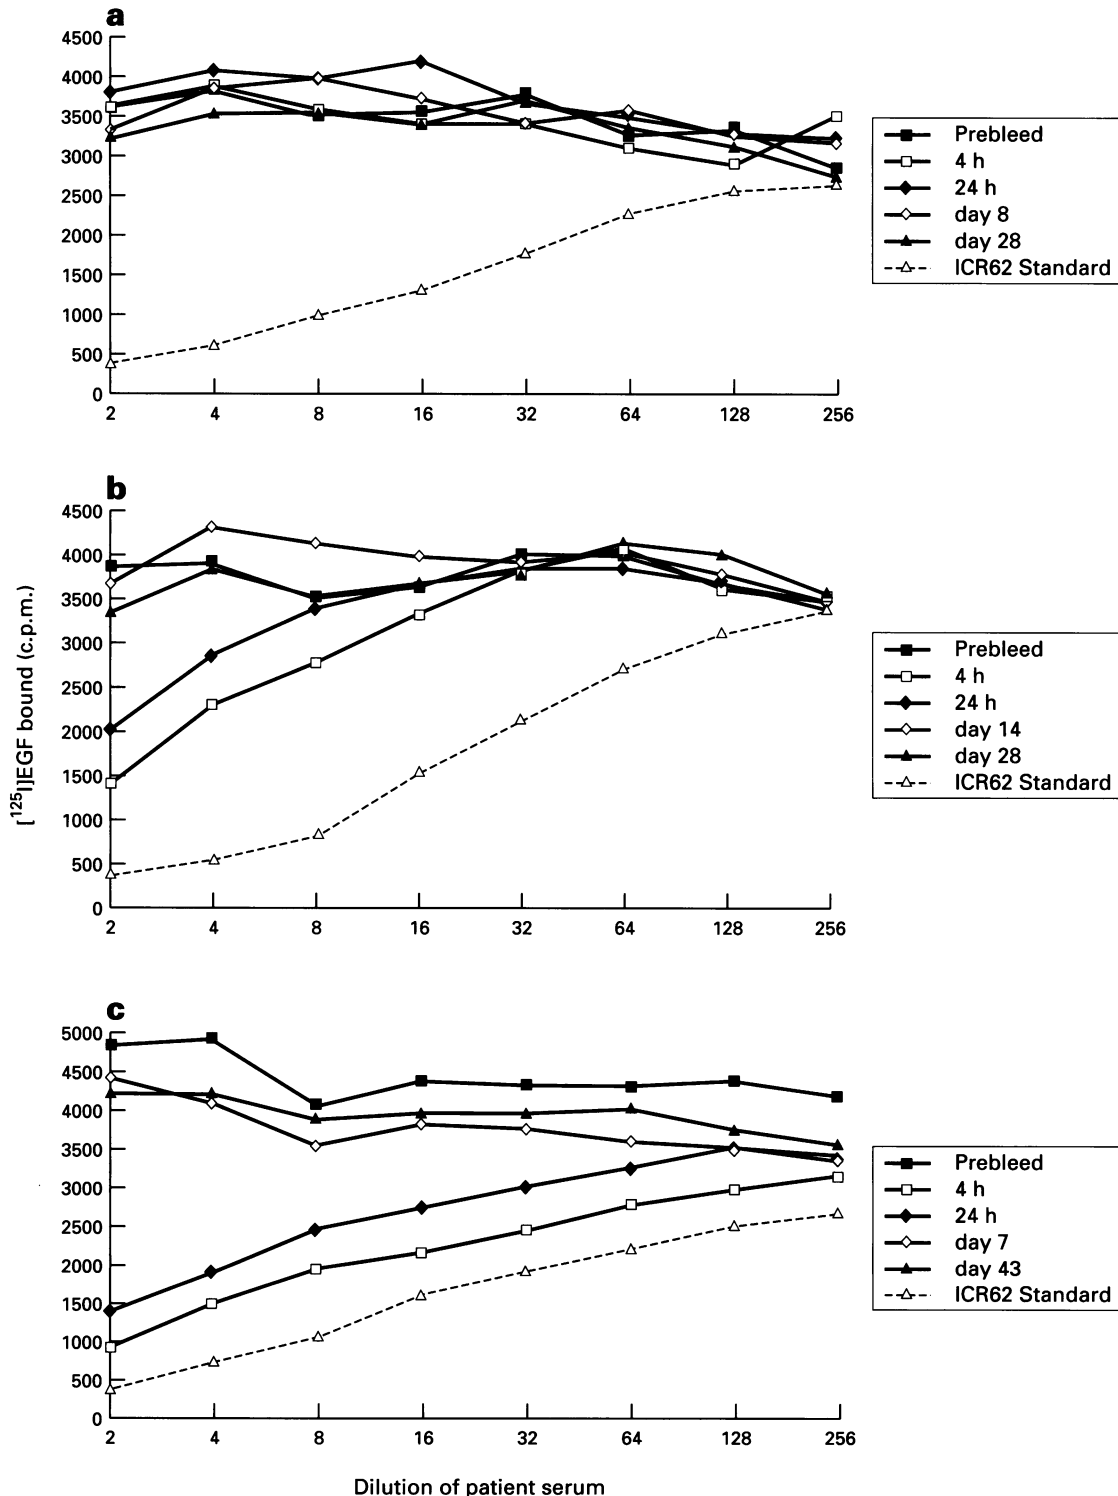 a
4500
4000
3500
3000
2500
2000
1500
1000
500
0
2 4 8 16 32 64 128 256
Prebleed
4 h
24 h
day 8
day 28
ICR62 Standard
b
[125I]EGF bound (c.p.m.)
4500
4000
3500
3000
2500
2000
1500
1000
500
0
2 4 8 16 32 64 128 256
Prebleed
4 h
24 h
day 14
day 28
ICR62 Standard
c
5000
4500
4000
3500
3000
2500
2000
1500
1000
500
0
2 4 8 16 32 64 128 256
Prebleed
4 h
24 h
day 7
day 43
ICR62 Standard
Dilution of patient serum